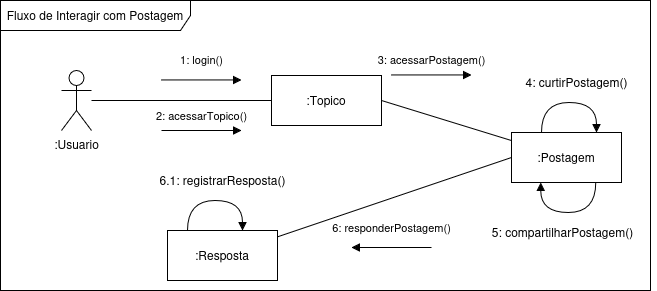 Fluxo de Interagir com Postagem
1: login()
3: acessarPostagem()
4: curtirPostagem()
:Topico
2: acessarTopico()
:Usuario
:Postagem
6.1: registrarResposta()
6: responderPostagem()
5: compartilharPostagem()
:Resposta